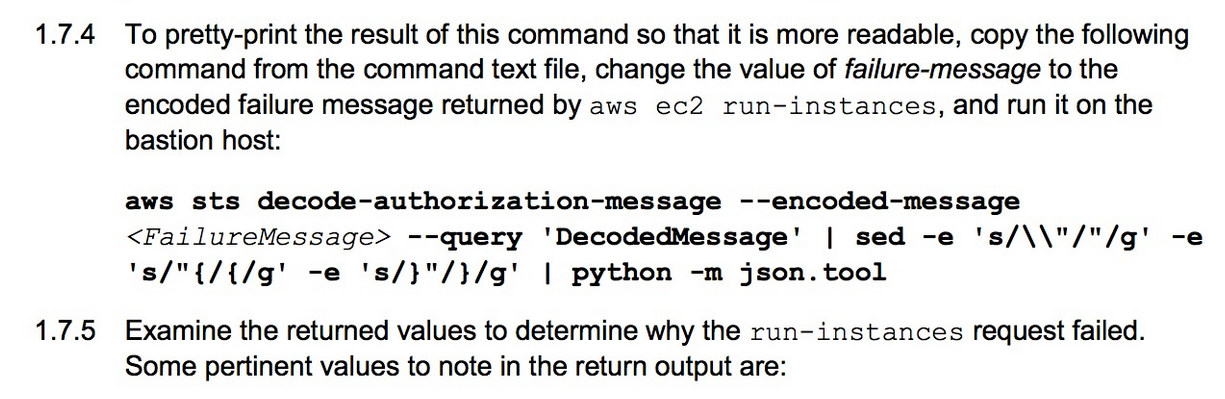 1.7.4 To pretty-print the result of this command so that it is more readable, copy the following
command from the command text file, change the value of failure-message to the
encoded failure message returned by aws ec2 run-instances, and run it on the
bastion host:
aws sts decode-authorization-message --encoded-message
<FailureMessage> --query 'DecodedMessage' | sed -e 's/\\"/"/g' -e
's/"{/{/g' -e 's/}"/}/g' | python -m json.tool
1.7.5 Examine the returned values to determine why the run-instances request failed.
Some pertinent values to note in the return output are: